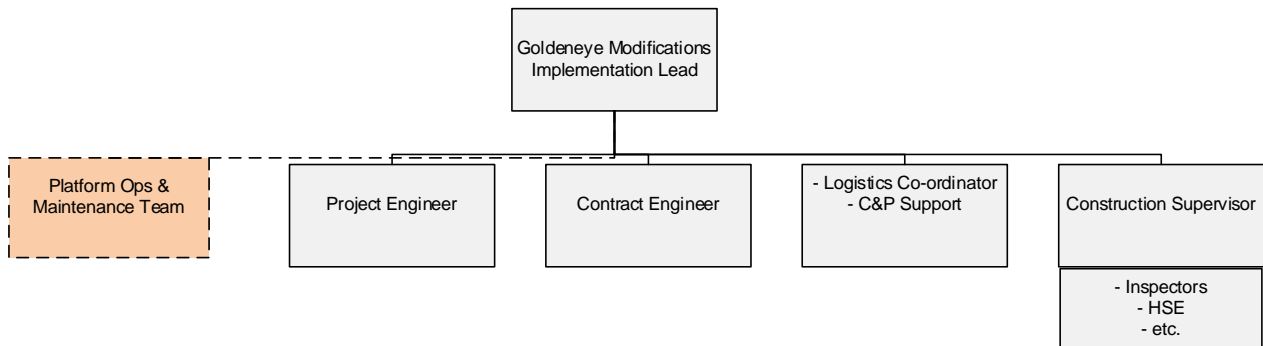 Goldeneye Modifications
Implementation Lead
Platform Ops &
Maintenance Team
Project Engineer
Contract Engineer
- Logistics Co-ordinator
- C&P Support
Construction Supervisor
- Inspectors
- HSE
- etc.